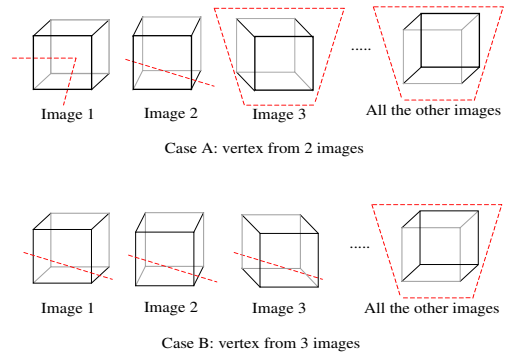 .....
Image 1 Image 2 Image 3 All the other images
Case A: vertex from 2 images
.....
Image 1 Image 2 Image 3 All the other images
Case B: vertex from 3 images